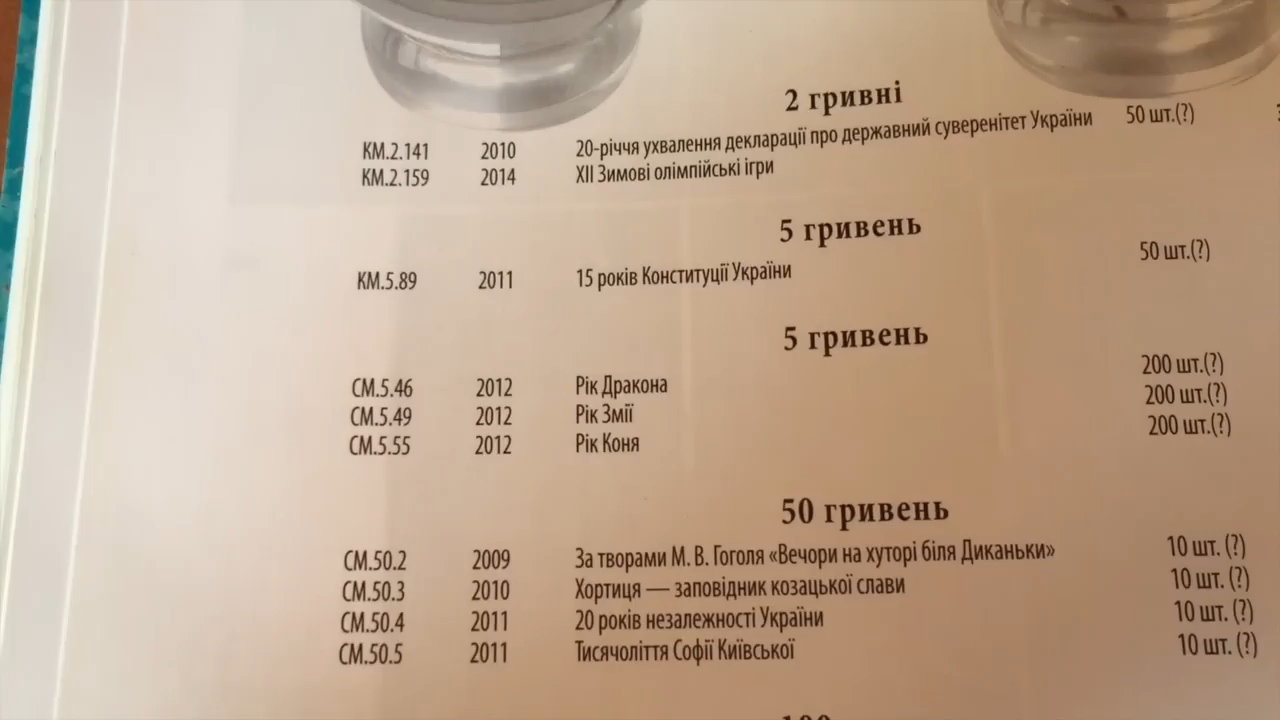 2 гривні
КМ.2.141 2010 20-річчя ухвалення декларації про державний суверенітет України 50 шт.(?)
КМ.2.159 2014 XII Зимові олімпійські ігри
5 гривень
КМ.5.89 2011 15 років Конституції України 50 шт.(?)
5 гривень
СМ.5.46 2012 Рік Дракона 200 шт.(?)
СМ.5.49 2012 Рік Змії 200 шт.(?)
СМ.5.55 2012 Рік Коня 200 шт.(?)
50 гривень
СМ.50.2 2009 За творами М. В. Гоголя «Вечори на хуторі біля Диканьки» 10 шт. (?)
СМ.50.3 2010 Хортиця — заповідник козацької слави 10 шт. (?)
СМ.50.4 2011 20 років незалежності України 10 шт. (?)
СМ.50.5 2011 Тисячоліття Софії Київської 10 шт. (?)